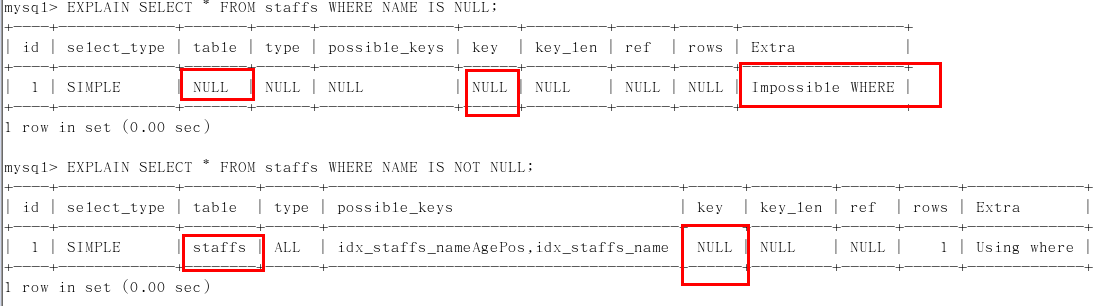 mysql> EXPLAIN SELECT * FROM staffs WHERE NAME IS NULL;
+----+-------------+-------+------+---------------+------+---------+------+------+------------------+
| id | select_type | table | type | possible_keys | key | key_len | ref | rows | Extra |
+----+-------------+-------+------+---------------+------+---------+------+------+------------------+
| 1 | SIMPLE | NULL | NULL | NULL | NULL | NULL | NULL | NULL | Impossible WHERE |
+----+-------------+-------+------+---------------+------+---------+------+------+------------------+
1 row in set (0.00 sec)
mysql> EXPLAIN SELECT * FROM staffs WHERE NAME IS NOT NULL;
+----+-------------+--------+------+---------------------------------------+------+---------+------+------+-------------+
| id | select_type | table | type | possible_keys | key | key_len | ref | rows | Extra |
+----+-------------+--------+------+---------------------------------------+------+---------+------+------+-------------+
| 1 | SIMPLE | staffs | ALL | idx_staffs_nameAgePos,idx_staffs_name | NULL | NULL | NULL | 1 | Using where |
+----+-------------+--------+------+---------------------------------------+------+---------+------+------+-------------+
1 row in set (0.00 sec)